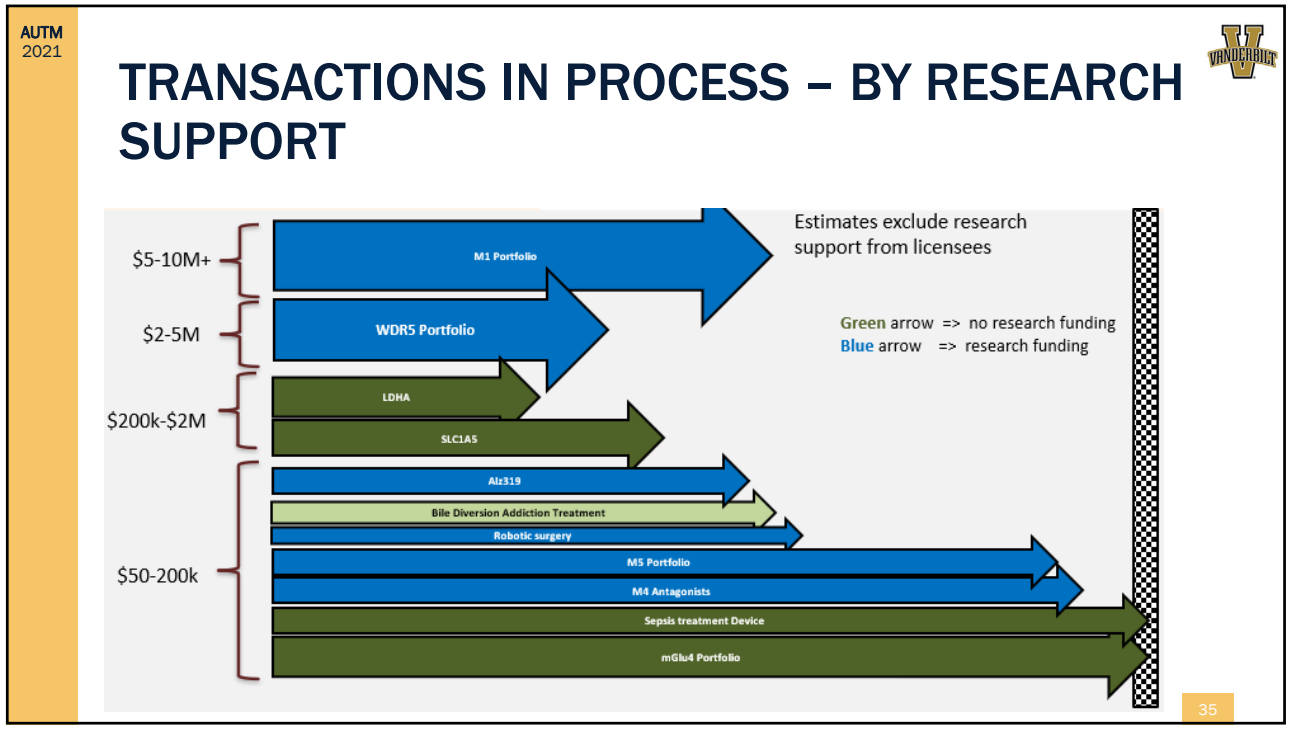 AUTM
2021
VANDERBILT
TRANSACTIONS IN PROCESS – BY RESEARCH
SUPPORT
Estimates exclude research
support from licensees
$5-10M+
M1 Portfolio
Green arrow => no research funding
Blue arrow => research funding
$2-5M
WDR5 Portfolio
$200k-$2M
LDHA
SLC1A5
$50-200k
Alz319
Bile Diversion Addiction Treatment
Robotic surgery
M5 Portfolio
M4 Antagonists
Sepsis treatment Device
mGlu4 Portfolio
35